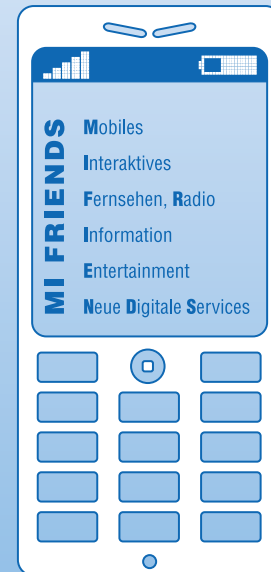 MI FRIENDS
Mobiles
Interaktives
Fernsehen, Radio
Information
Entertainment
Neue Digitale Services